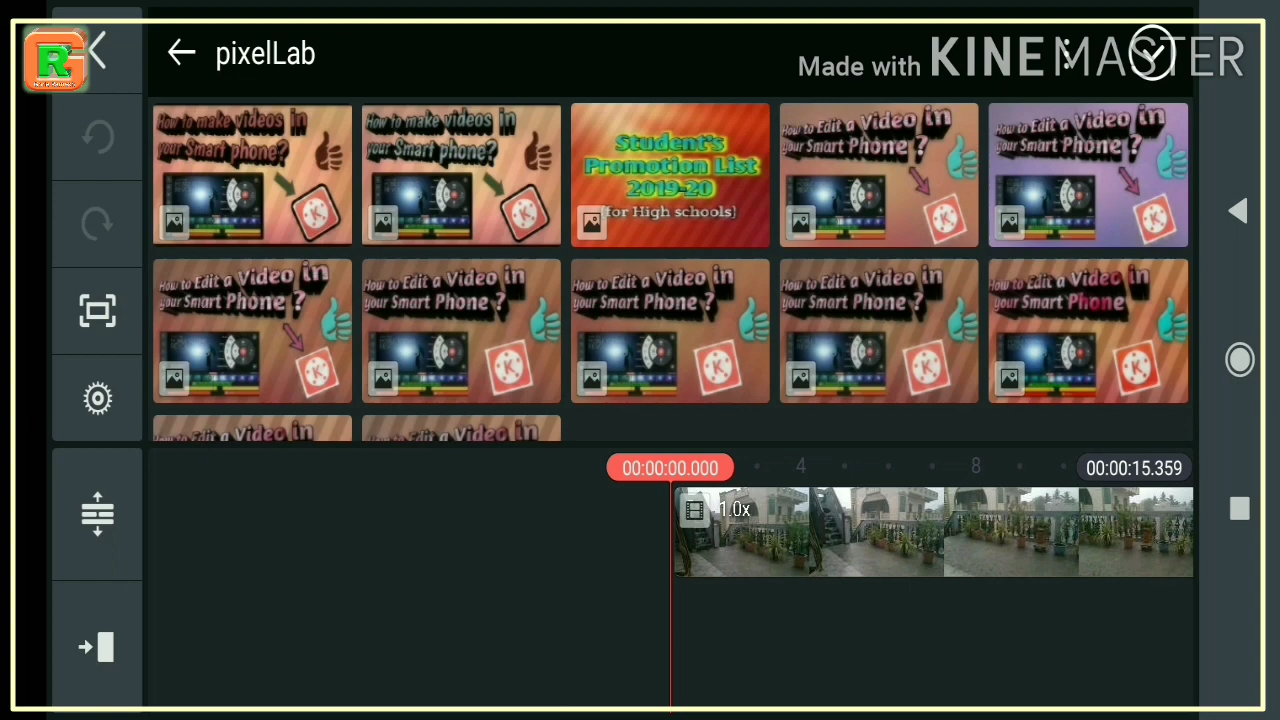 pixelLab
Made with KINEMASTER
R
How to make videos in
your Smart phone?
K
How to make videos in
your Smart phone?
K
Student's
Promotion List
2019-20
(for High schools)
How to Edit a Video in
your Smart Phone ?
K
How to Edit a Video in
your Smart Phone ?
K
How to Edit a Video in
your Smart Phone ?
K
How to Edit a Video in
your Smart Phone ?
K
How to Edit a Video in
your Smart Phone ?
K
How to Edit a Video in
your Smart Phone ?
K
How to Edit a Video in
your Smart Phone
K
How to Edit a Video in
How to Edit a Video in
00:00:00.000
4
8
00:00:15.359
1.0x